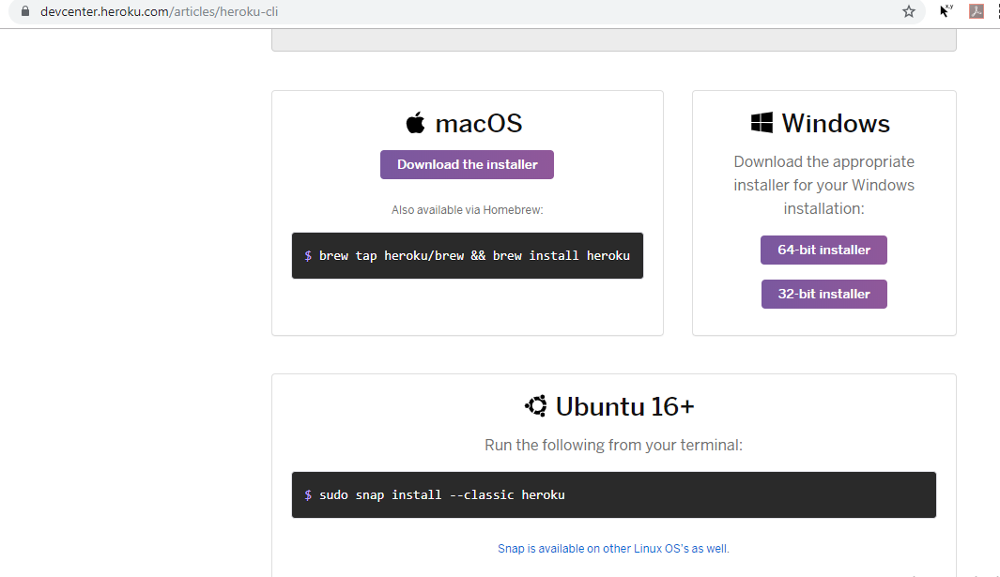 devcenter.heroku.com/articles/heroku-cli
x,y
macOS
Download the installer
Also available via Homebrew:
$ brew tap heroku/brew && brew install heroku
Windows
Download the appropriate
installer for your Windows
installation:
64-bit installer
32-bit installer
Ubuntu 16+
Run the following from your terminal:
$ sudo snap install --classic heroku
Snap is available on other Linux OS's as well.